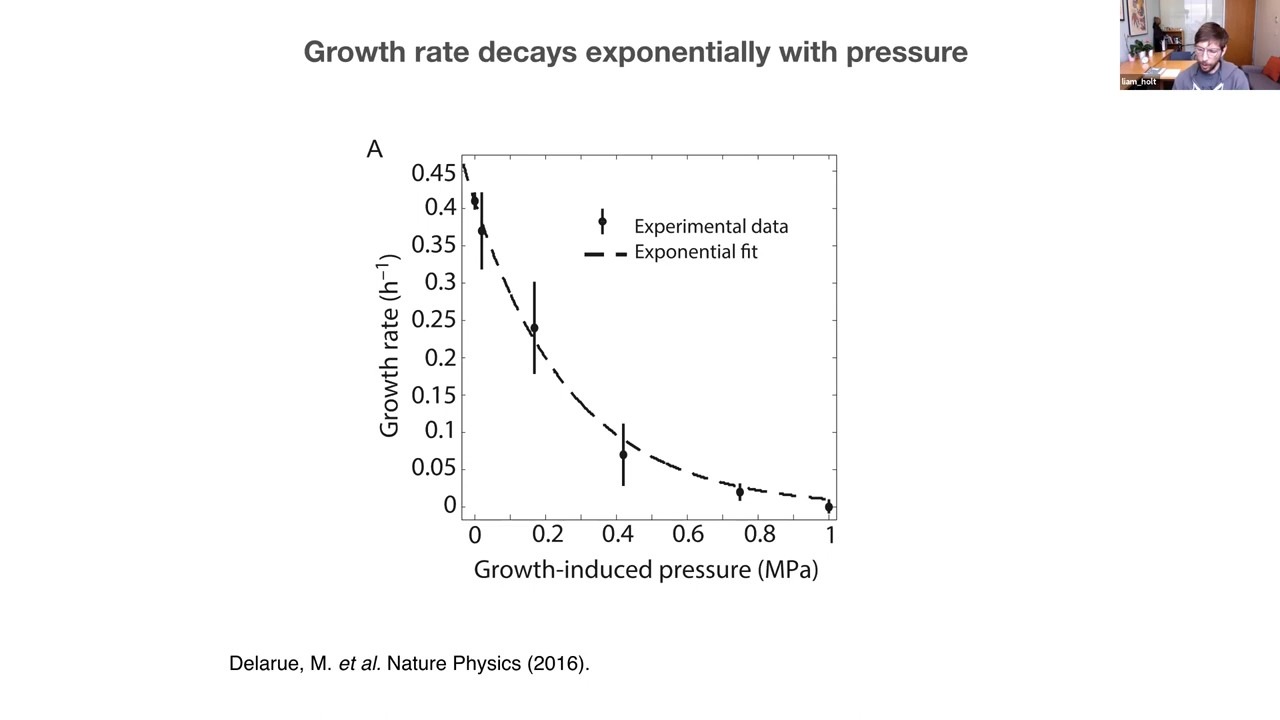 Growth rate decays exponentially with pressure
liam_holt
A
0.45
0.4
0.35
0.3
0.25
0.2
0.15
0.1
0.05
0
Growth rate (h⁻¹)
Experimental data
Exponential fit
0 0.2 0.4 0.6 0.8 1
Growth-induced pressure (MPa)
Delarue, M. et al. Nature Physics (2016).